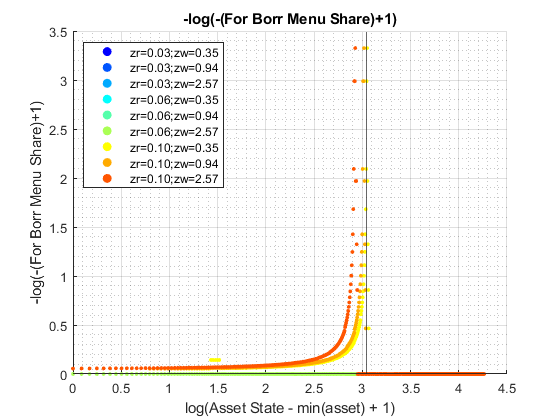 -log(-(For Borr Menu Share)+1)
3.5
3
2.5
2
1.5
1
0.5
0
-log(-(For Borr Menu Share)+1)
zr=0.03;zw=0.35
zr=0.03;zw=0.94
zr=0.03;zw=2.57
zr=0.06;zw=0.35
zr=0.06;zw=0.94
zr=0.06;zw=2.57
zr=0.10;zw=0.35
zr=0.10;zw=0.94
zr=0.10;zw=2.57
0 0.5 1 1.5 2 2.5 3 3.5 4 4.5
log(Asset State - min(asset) + 1)